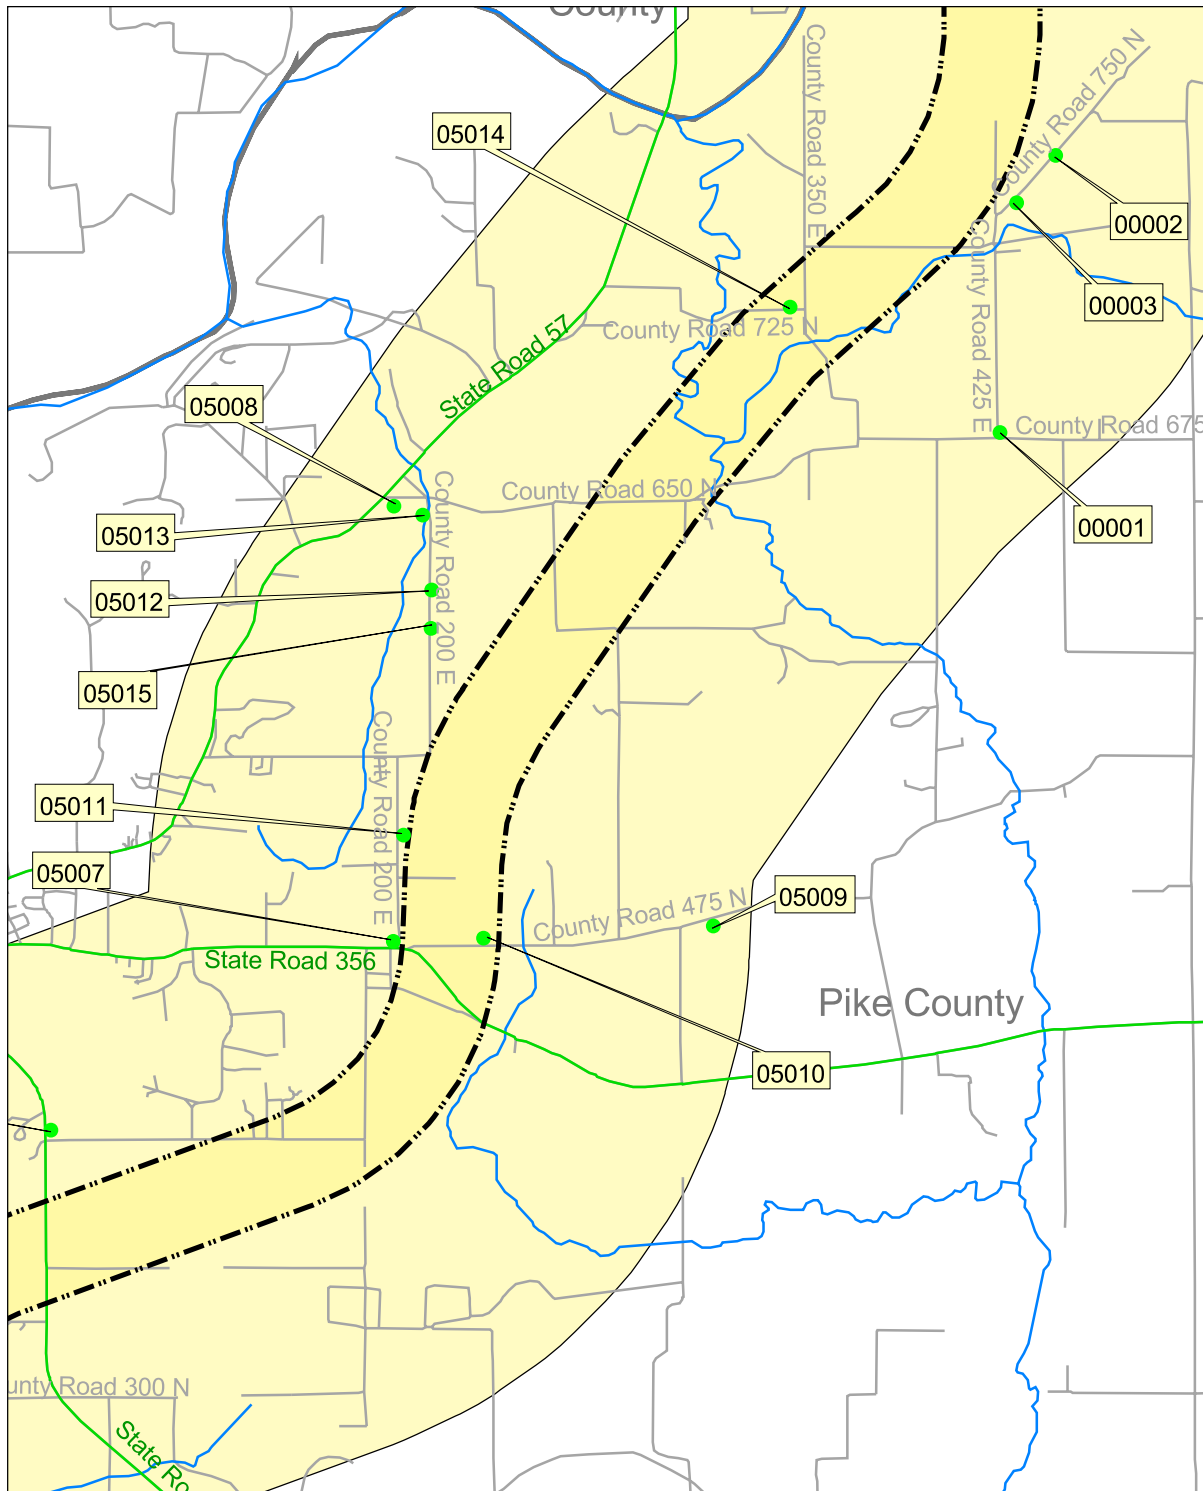 County
County Road 350 E
County Road 750 N
05014
00002
County Road 425 E
00003
County Road 725 N
State Road 57
05008
County Road 675
County Road 650 N
County Road 200 E
05013
00001
05012
05015
County Road 200 E
05011
05007
05009
County Road 475 N
State Road 356
Pike County
05010
unty Road 300 N
State Ro